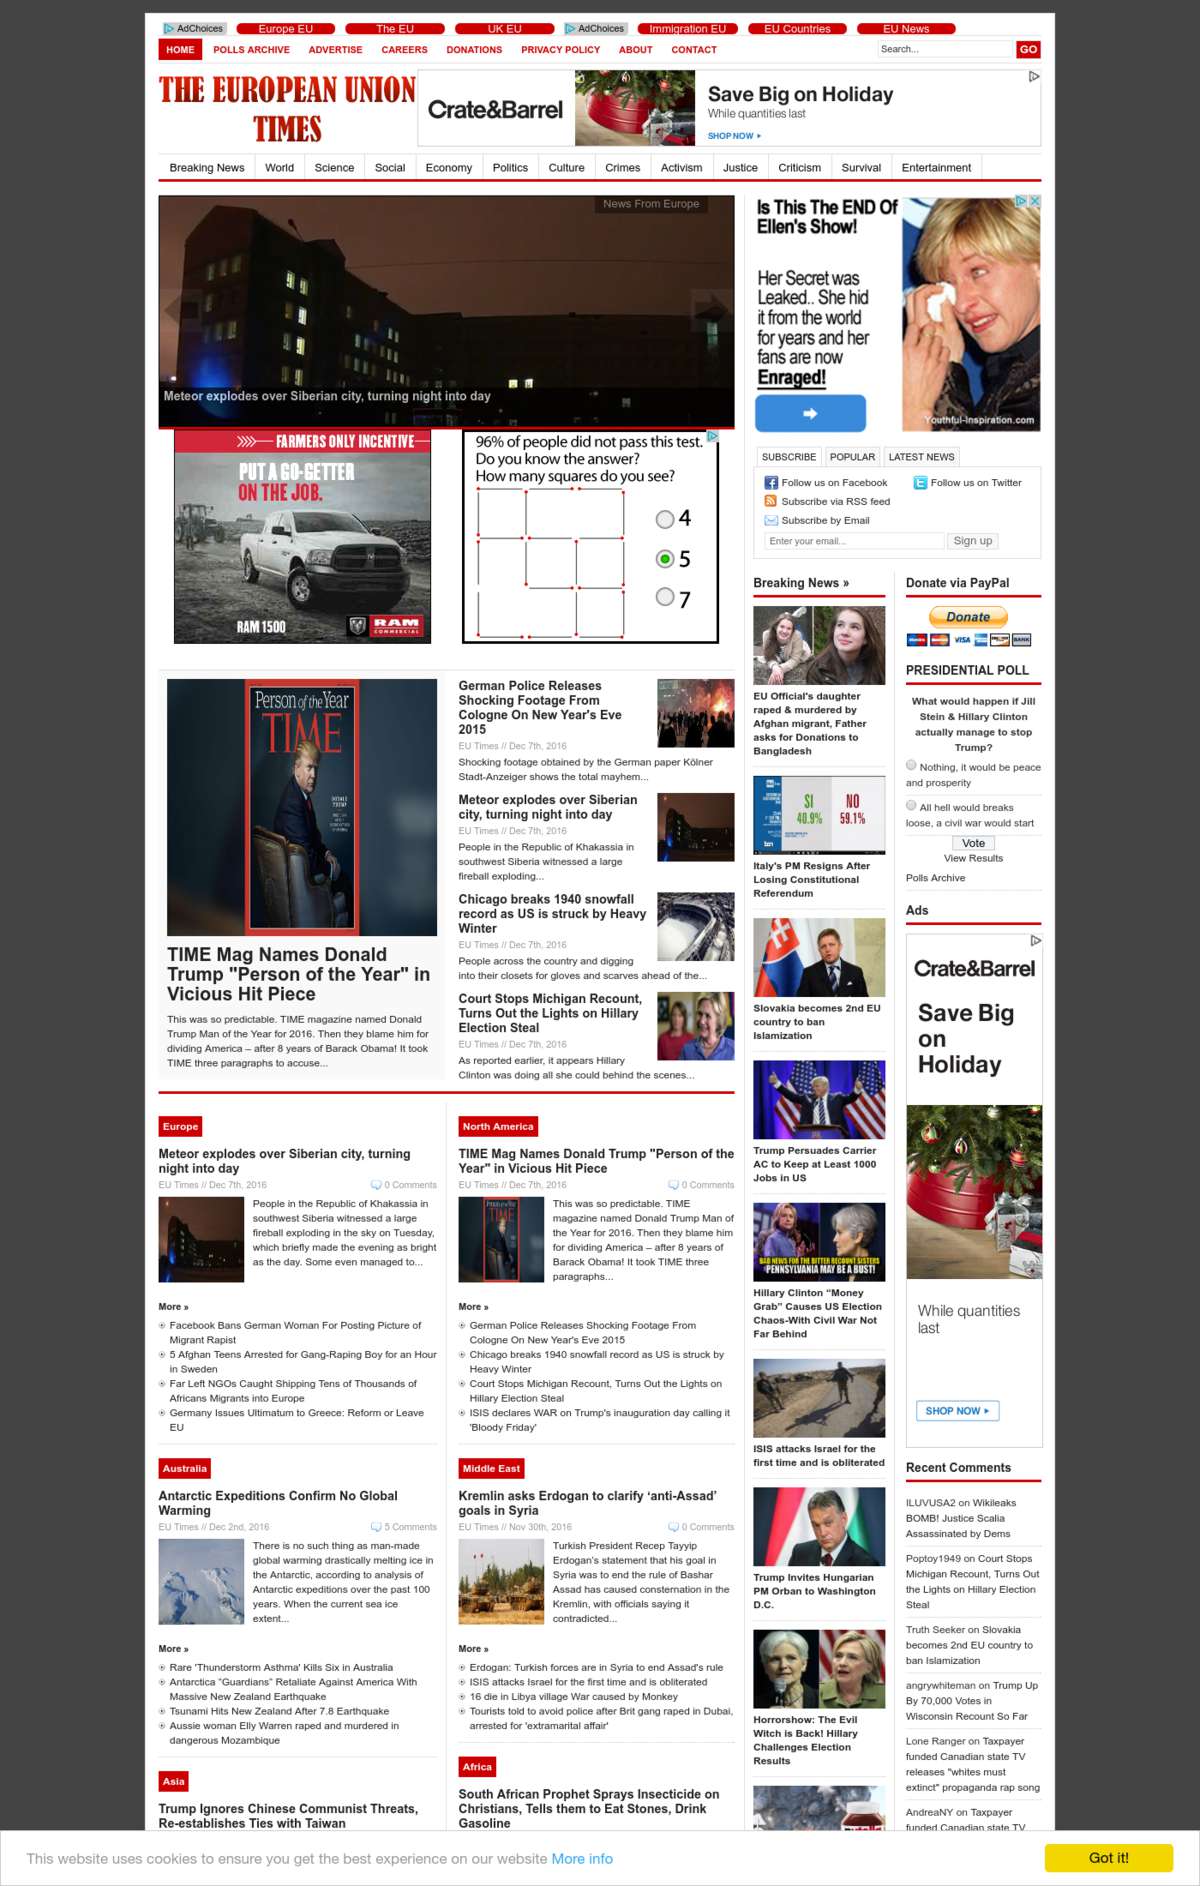 AdChoices Europe EU The EU UK EU AdChoices Immigration EU EU Countries EU News
HOME POLLS ARCHIVE ADVERTISE CAREERS DONATIONS PRIVACY POLICY ABOUT CONTACT Search... GO
THE EUROPEAN UNION
TIMES
Crate&Barrel
Save Big on Holiday
While quantities last
SHOP NOW
Breaking News World Science Social Economy Politics Culture Crimes Activism Justice Criticism Survival Entertainment
News From Europe
Meteor explodes over Siberian city, turning night into day
FARMERS ONLY INCENTIVE
PUT A GO-GETTER
ON THE JOB.
RAM 1500
RAM
COMMERCIAL
96% of people did not pass this test.
Do you know the answer?
How many squares do you see?
4
5
7
Person of the Year
TIME
DONALD
TRUMP
TIME Mag Names Donald
Trump "Person of the Year" in
Vicious Hit Piece
This was so predictable. TIME magazine named Donald
Trump Man of the Year for 2016. Then they blame him for
dividing America – after 8 years of Barack Obama! It took
TIME three paragraphs to accuse...
German Police Releases
Shocking Footage From
Cologne On New Year's Eve
2015
EU Times // Dec 7th, 2016
Shocking footage obtained by the German paper Kölner
Stadt-Anzeiger shows the total mayhem...
Meteor explodes over Siberian
city, turning night into day
EU Times // Dec 7th, 2016
People in the Republic of Khakassia in
southwest Siberia witnessed a large
fireball exploding...
Chicago breaks 1940 snowfall
record as US is struck by Heavy
Winter
EU Times // Dec 7th, 2016
People across the country and digging
into their closets for gloves and scarves ahead of the...
Court Stops Michigan Recount,
Turns Out the Lights on Hillary
Election Steal
EU Times // Dec 7th, 2016
As reported earlier, it appears Hillary
Clinton was doing all she could behind the scenes...
Europe
Meteor explodes over Siberian city, turning
night into day
EU Times // Dec 7th, 2016 0 Comments
People in the Republic of Khakassia in
southwest Siberia witnessed a large
fireball exploding in the sky on Tuesday,
which briefly made the evening as bright
as the day. Some even managed to...
More »
Facebook Bans German Woman For Posting Picture of
Migrant Rapist
5 Afghan Teens Arrested for Gang-Raping Boy for an Hour
in Sweden
Far Left NGOs Caught Shipping Tens of Thousands of
Africans Migrants into Europe
Germany Issues Ultimatum to Greece: Reform or Leave
EU
North America
TIME Mag Names Donald Trump "Person of the
Year" in Vicious Hit Piece
EU Times // Dec 7th, 2016 0 Comments
This was so predictable. TIME
magazine named Donald Trump Man of
the Year for 2016. Then they blame him
for dividing America – after 8 years of
Barack Obama! It took TIME three
paragraphs...
More »
German Police Releases Shocking Footage From
Cologne On New Year's Eve 2015
Chicago breaks 1940 snowfall record as US is struck by
Heavy Winter
Court Stops Michigan Recount, Turns Out the Lights on
Hillary Election Steal
ISIS declares WAR on Trump's inauguration day calling it
'Bloody Friday'
Australia
Antarctic Expeditions Confirm No Global
Warming
EU Times // Dec 2nd, 2016 5 Comments
There is no such thing as man-made
global warming drastically melting ice in
the Antarctic, according to analysis of
Antarctic expeditions over the past 100
years. When the current sea ice
extent...
More »
Rare 'Thunderstorm Asthma' Kills Six in Australia
Antarctica "Guardians" Retaliate Against America With
Massive New Zealand Earthquake
Tsunami Hits New Zealand After 7.8 Earthquake
Aussie woman Elly Warren raped and murdered in
dangerous Mozambique
Middle East
Kremlin asks Erdogan to clarify ‘anti-Assad’
goals in Syria
EU Times // Nov 30th, 2016 0 Comments
Turkish President Recep Tayyip
Erdogan's statement that his goal in
Syria was to end the rule of Bashar
Assad has caused consternation in the
Kremlin, with officials saying it
contradicted...
More »
Erdogan: Turkish forces are in Syria to end Assad's rule
ISIS attacks Israel for the first time and is obliterated
16 die in Libya village War caused by Monkey
Tourists told to avoid police after Brit gang raped in Dubai,
arrested for 'extramarital affair'
Asia
Trump Ignores Chinese Communist Threats,
Re-establishes Ties with Taiwan
Africa
South African Prophet Sprays Insecticide on
Christians, Tells them to Eat Stones, Drink
Gasoline
Is This The END Of
Ellen's Show!
Her Secret was
Leaked.. She hid
it from the world
for years and her
fans are now
Enraged!
Youthful-Inspiration.com
SUBSCRIBE POPULAR LATEST NEWS
Follow us on Facebook Follow us on Twitter
Subscribe via RSS feed
Subscribe by Email
Enter your email... Sign up
Breaking News »
EU Official's daughter
raped & murdered by
Afghan migrant, Father
asks for Donations to
Bangladesh
SI NO
40.9% 59.1%
Italy's PM Resigns After
Losing Constitutional
Referendum
Slovakia becomes 2nd EU
country to ban
Islamization
Trump Persuades Carrier
AC to Keep at Least 1000
Jobs in US
BAD NEWS FOR THE BITTER RECOUNT SISTERS
PENNSYLVANIA MAY BE A BUST!
Hillary Clinton “Money
Grab” Causes US Election
Chaos-With Civil War Not
Far Behind
ISIS attacks Israel for the
first time and is obliterated
Trump Invites Hungarian
PM Orban to Washington
D.C.
Horrorshow: The Evil
Witch is Back! Hillary
Challenges Election
Results
Donate via PayPal
Donate
VISA
BANK
PRESIDENTIAL POLL
What would happen if Jill
Stein & Hillary Clinton
actually manage to stop
Trump?
Nothing, it would be peace
and prosperity
All hell would breaks
loose, a civil war would start
Vote
View Results
Polls Archive
Ads
Crate&Barrel
Save Big
on
Holiday
While quantities
last
SHOP NOW
Recent Comments
ILUVUSA2 on Wikileaks
BOMB! Justice Scalia
Assassinated by Dems
Poptoy1949 on Court Stops
Michigan Recount, Turns Out
the Lights on Hillary Election
Steal
Truth Seeker on Slovakia
becomes 2nd EU country to
ban Islamization
angrywhiteman on Trump Up
By 70,000 Votes in
Wisconsin Recount So Far
Lone Ranger on Taxpayer
funded Canadian state TV
releases "whites must
extinct" propaganda rap song
AndreaNY on Taxpayer
funded Canadian state TV
This website uses cookies to ensure you get the best experience on our website More info
Got it!